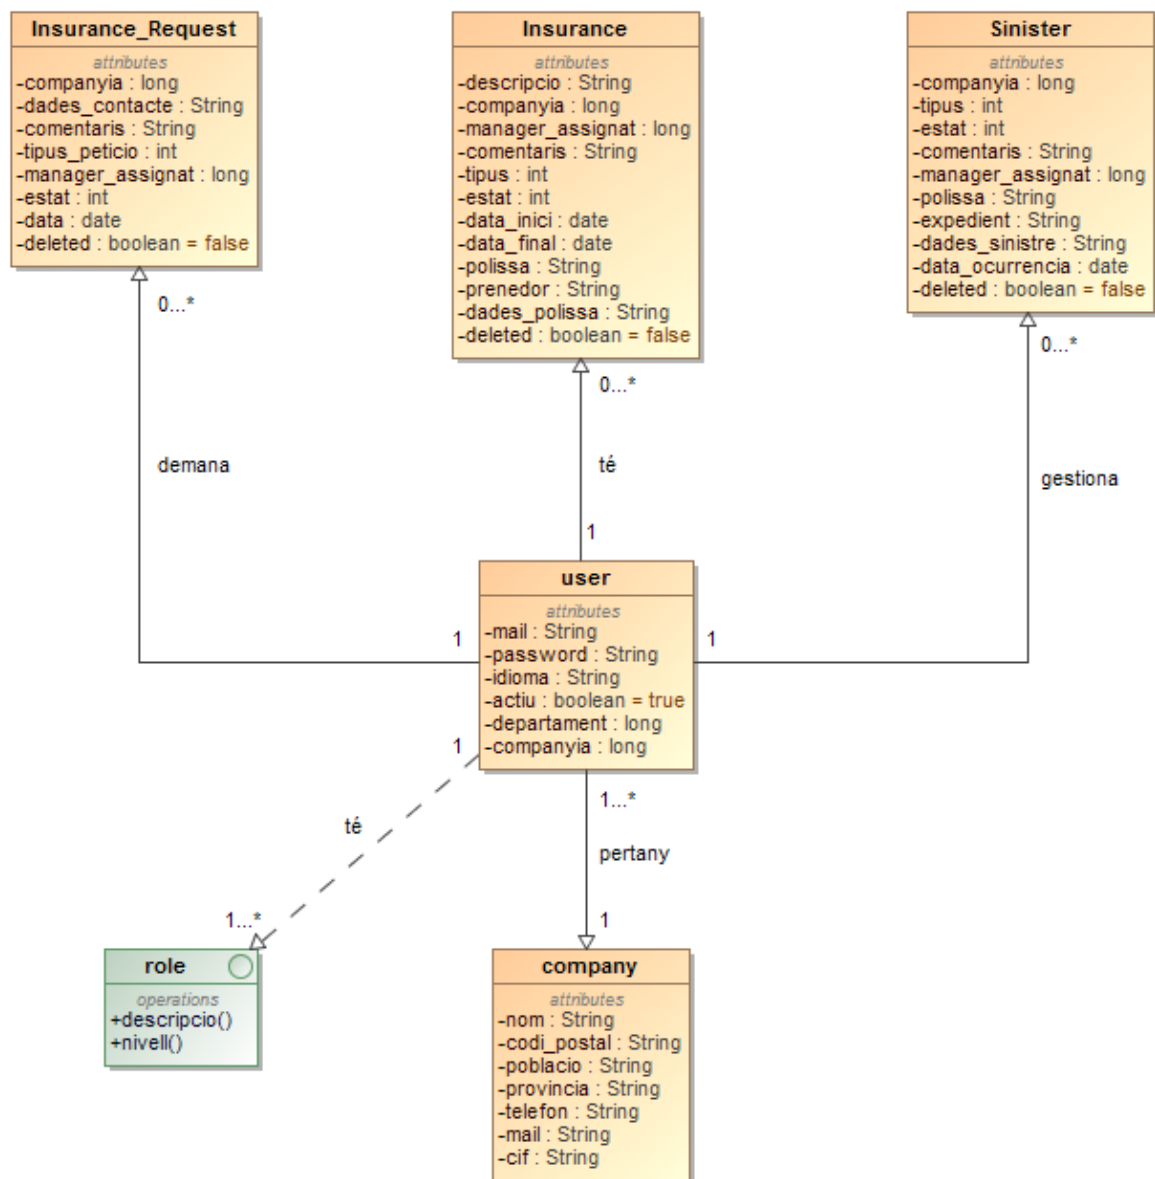 Insurance_Request
attributes
-companyia : long
-dades_contacte : String
-comentaris : String
-tipus_peticio : int
-manager_assignat : long
-estat : int
-data : date
-deleted : boolean = false
Insurance
attributes
-descripcio : String
-companyia : long
-manager_assignat : long
-comentaris : String
-tipus : int
-estat : int
-data_inici : date
-data_final : date
-polissa : String
-prenedor : String
-dades_polissa : String
-deleted : boolean = false
Sinister
attributes
-companyia : long
-tipus : int
-estat : int
-comentaris : String
-manager_assignat : long
-polissa : String
-expedient : String
-dades_sinistre : String
-data_ocurrencia : date
-deleted : boolean = false
0...*
0...*
0...*
demana
té
gestiona
1
1
1
user
attributes
-mail : String
-password : String
-idioma : String
-actiu : boolean = true
-departament : long
-companyia : long
1
1...*
té
pertany
1...*
1
role
operations
+descripcio()
+nivell()
company
attributes
-nom : String
-codi_postal : String
-poblacio : String
-provincia : String
-telefon : String
-mail : String
-cif : String